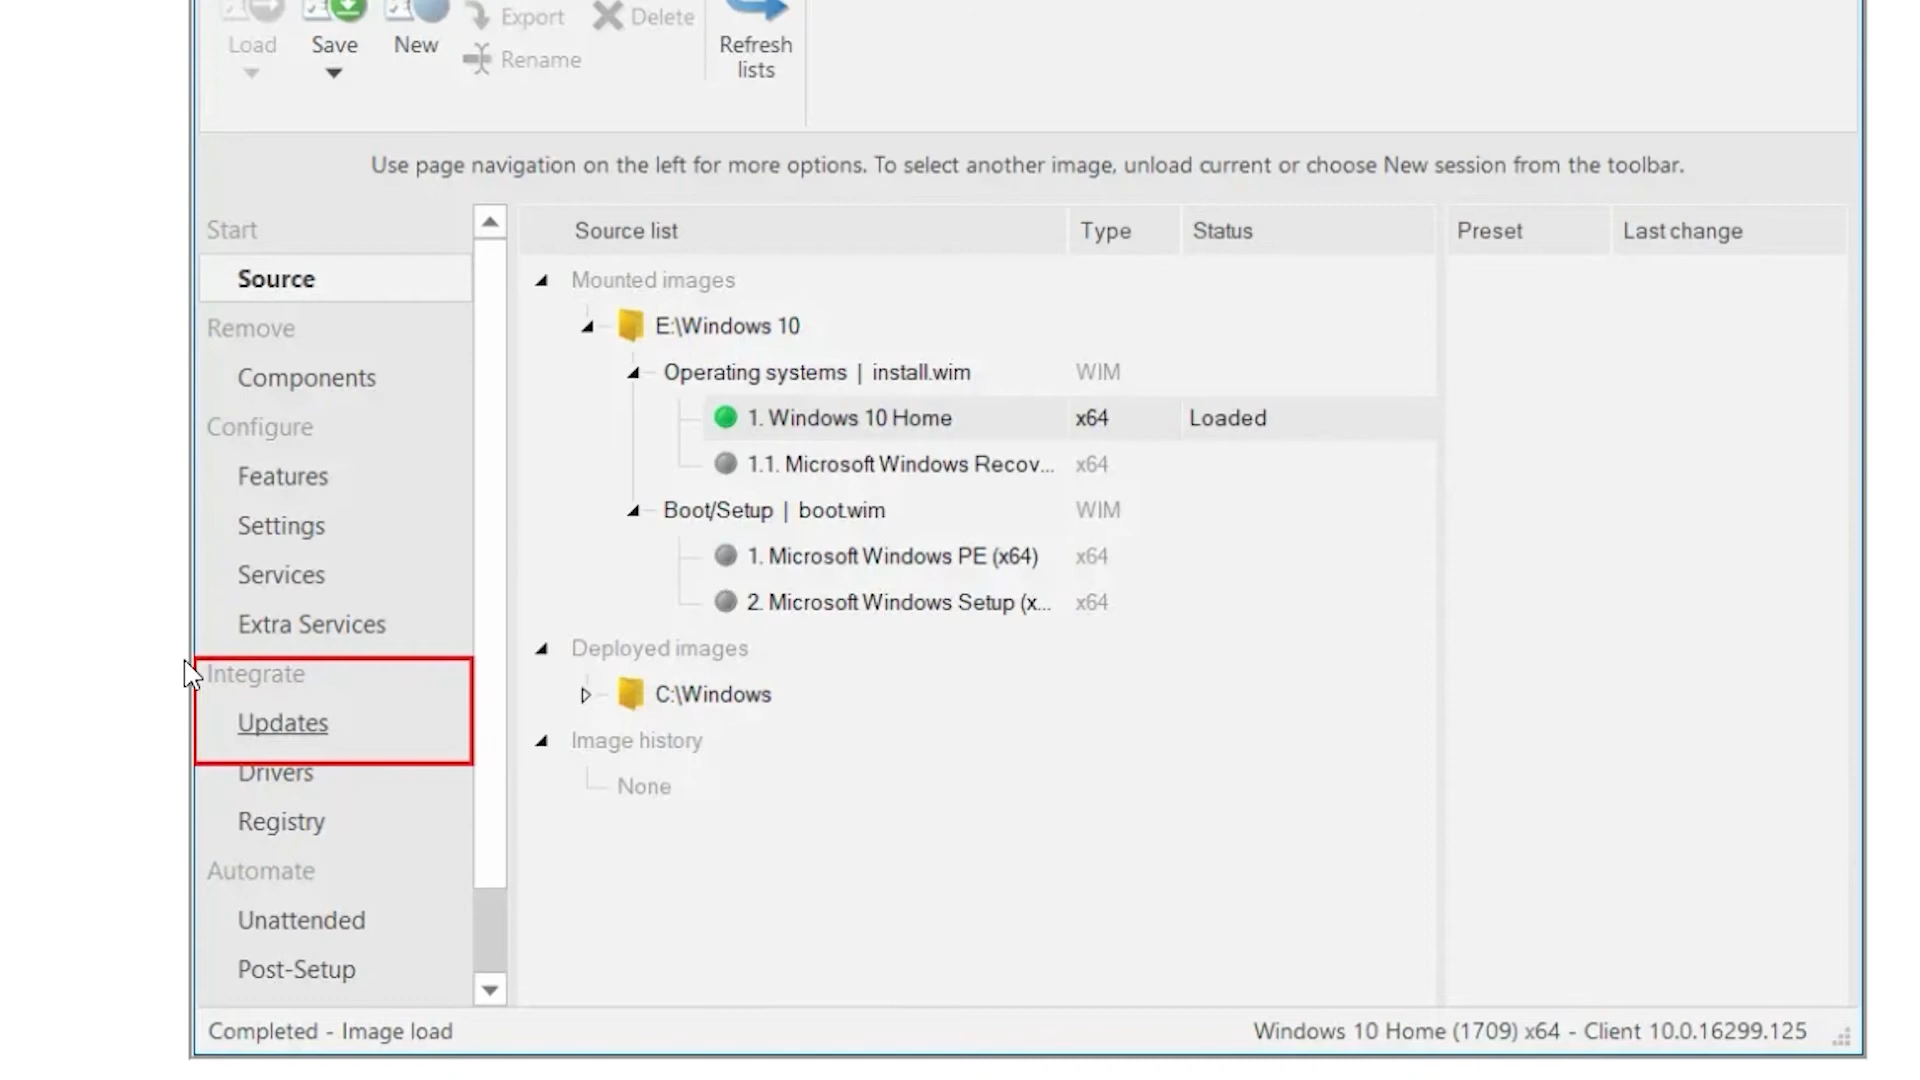 Load
Save
New
Export
Rename
Delete
Refresh
lists
Use page navigation on the left for more options. To select another image, unload current or choose New session from the toolbar.
Start
Source
Remove
Components
Configure
Features
Settings
Services
Extra Services
Integrate
Updates
Drivers
Registry
Automate
Unattended
Post-Setup
Source list Type Status
Mounted images
E:\Windows 10
Operating systems | install.wim WIM
1. Windows 10 Home x64 Loaded
1.1. Microsoft Windows Recov... x64
Boot/Setup | boot.wim WIM
1. Microsoft Windows PE (x64) x64
2. Microsoft Windows Setup (x... x64
Deployed images
C:\Windows
Image history
None
Preset Last change
Completed - Image load
Windows 10 Home (1709) x64 - Client 10.0.16299.125